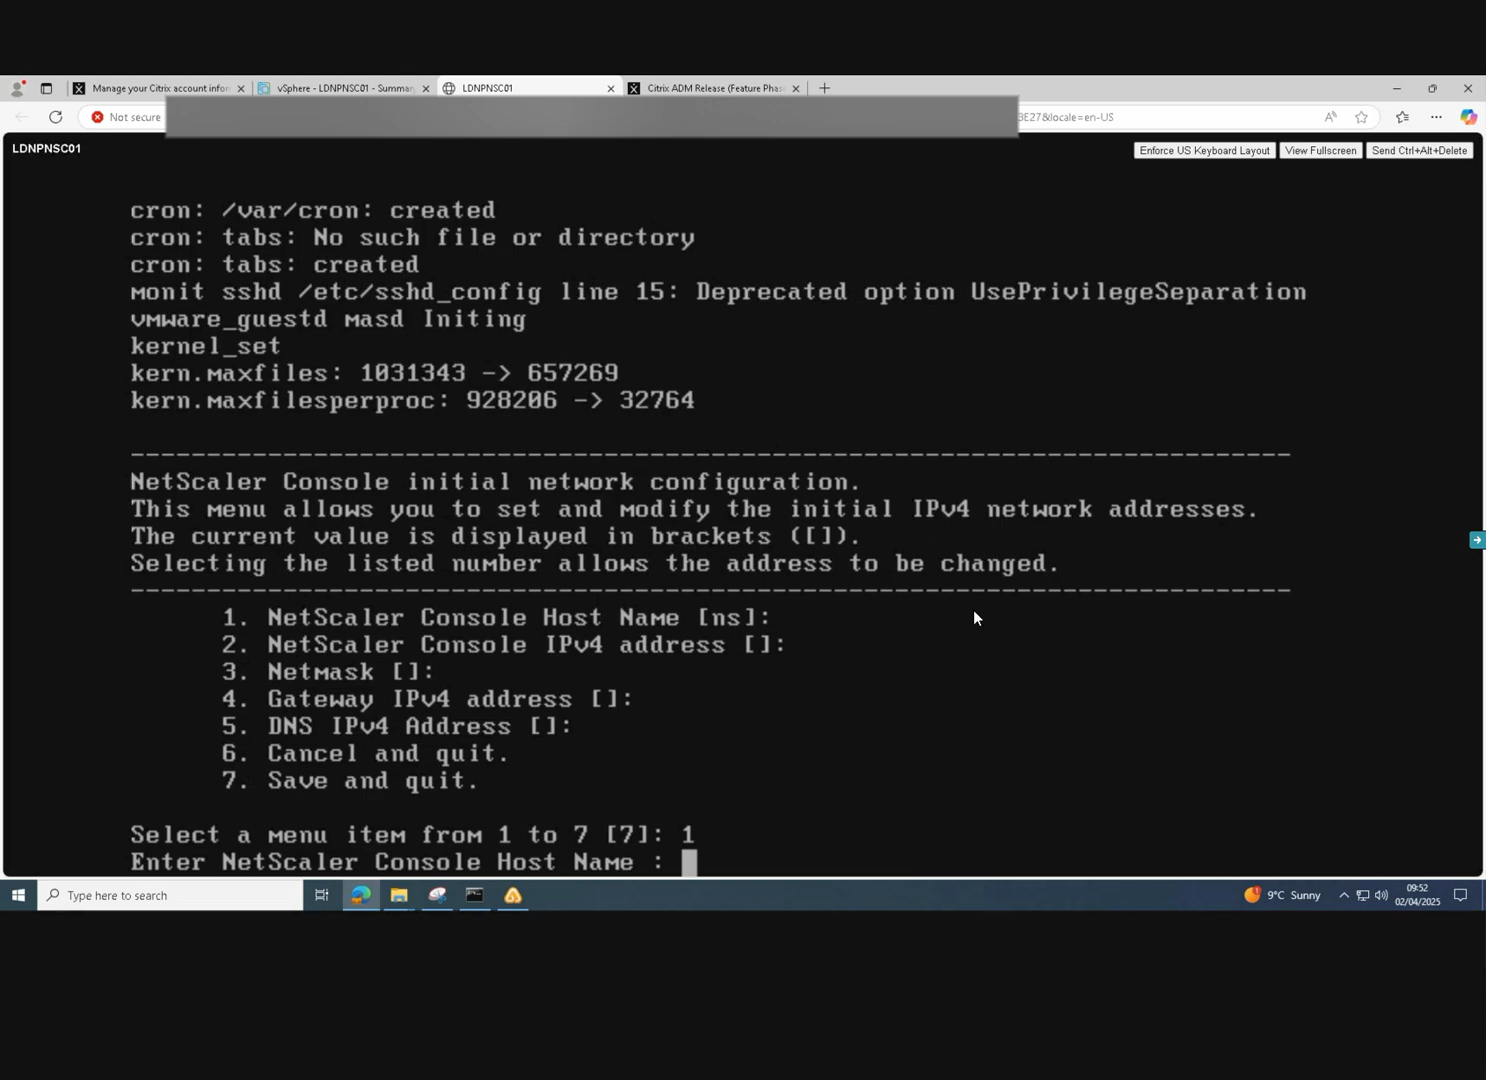 Manage your Citrix account infor
vSphere - LDNPNSC01 - Summar
LDNPNSC01
Citrix ADM Release (Feature Phas
Not secure
BE27&locale=en-US
LDNPNSC01
Enforce US Keyboard Layout
View Fullscreen
Send Ctrl+Alt+Delete
cron: /var/cron: created
cron: tabs: No such file or directory
cron: tabs: created
monit sshd /etc/sshd_config line 15: Deprecated option UsePrivilegeSeparation
vmware_guestd masd Initing
kernel_set
kern.maxfiles: 1031343 -> 657269
kern.maxfilesperproc: 928206 -> 32764
----------------------------------------------------------------------------
NetScaler Console initial network configuration.
This menu allows you to set and modify the initial IPv4 network addresses.
The current value is displayed in brackets ([]).
Selecting the listed number allows the address to be changed.
----------------------------------------------------------------------------
1. NetScaler Console Host Name [ns]:
2. NetScaler Console IPv4 address []:
3. Netmask []:
4. Gateway IPv4 address []:
5. DNS IPv4 Address []:
6. Cancel and quit.
7. Save and quit.
Select a menu item from 1 to 7 [7]: 1
Enter NetScaler Console Host Name :
Type here to search
9°C Sunny
09:52
02/04/2025